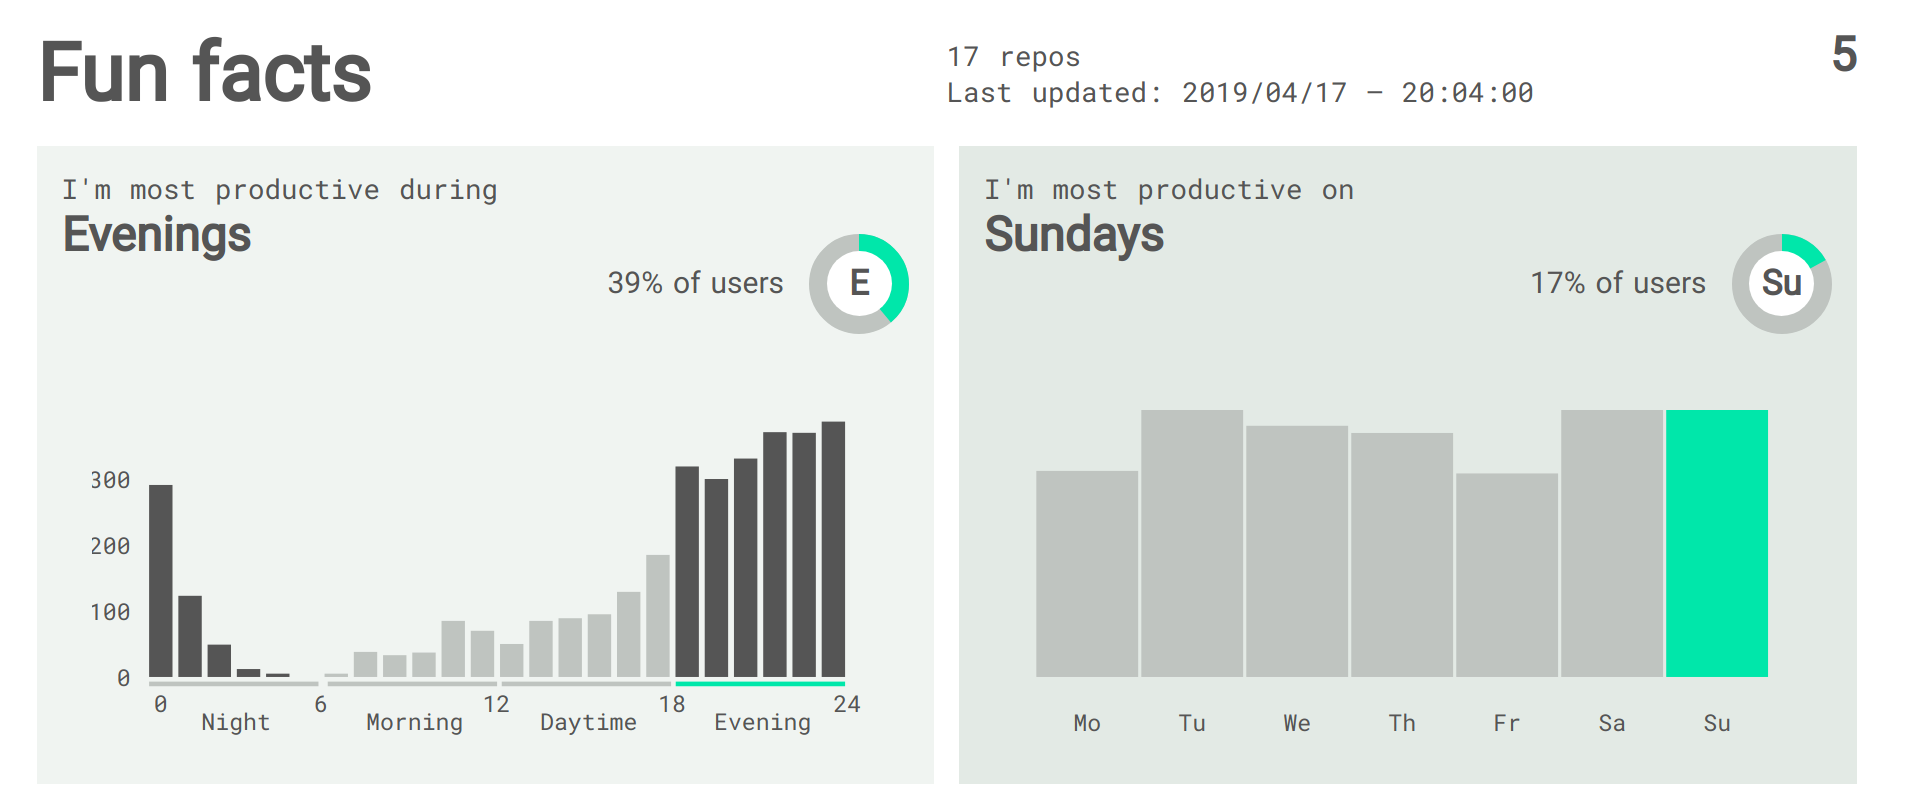 Fun facts
17 repos
Last updated: 2019/04/17 – 20:04:00
5
I'm most productive during
Evenings
39% of users
E
300
200
100
0
0 6 12 18 24
Night Morning Daytime Evening
I'm most productive on
Sundays
17% of users
Su
Mo Tu We Th Fr Sa Su